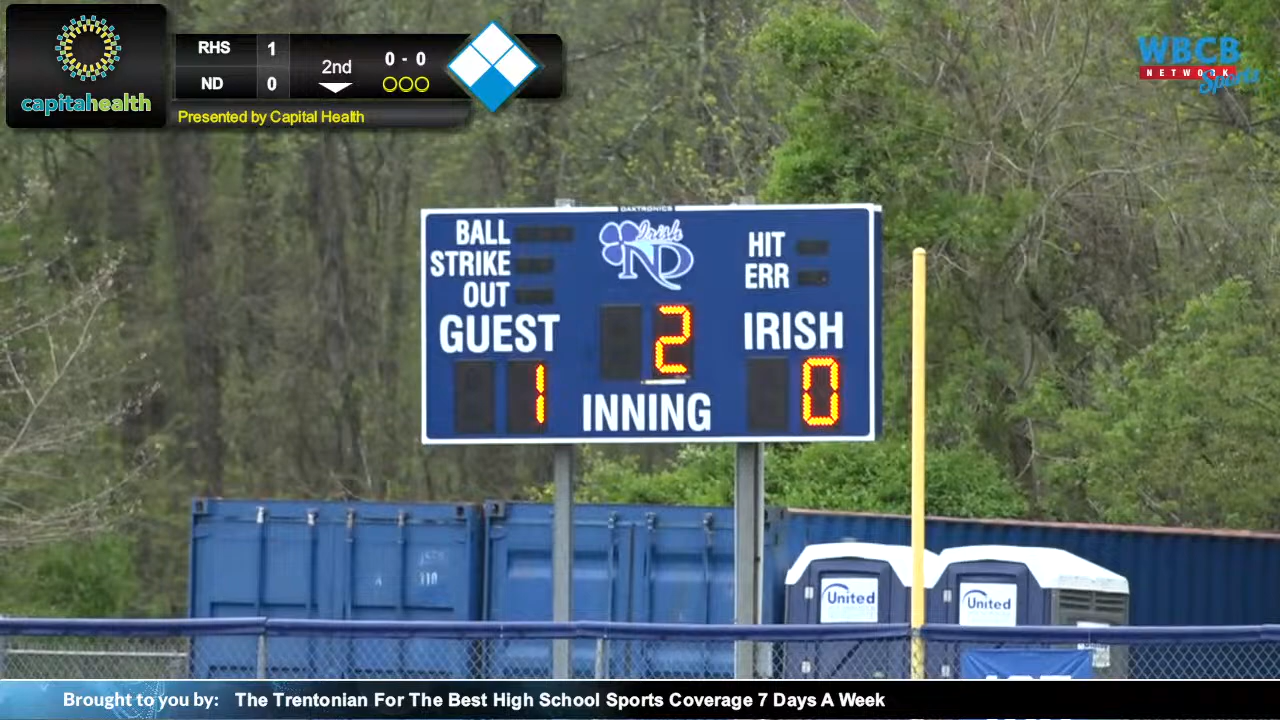 capitalhealth
RHS 1
ND 0
2nd
0 - 0
Presented by Capital Health
WBCB
NETWORK
Sports
DAKTRONICS
BALL
STRIKE
OUT
Irish
ND
HIT
ERR
GUEST
2
IRISH
1
INNING
0
United
United
Brought to you by: The Trentonian For The Best High School Sports Coverage 7 Days A Week